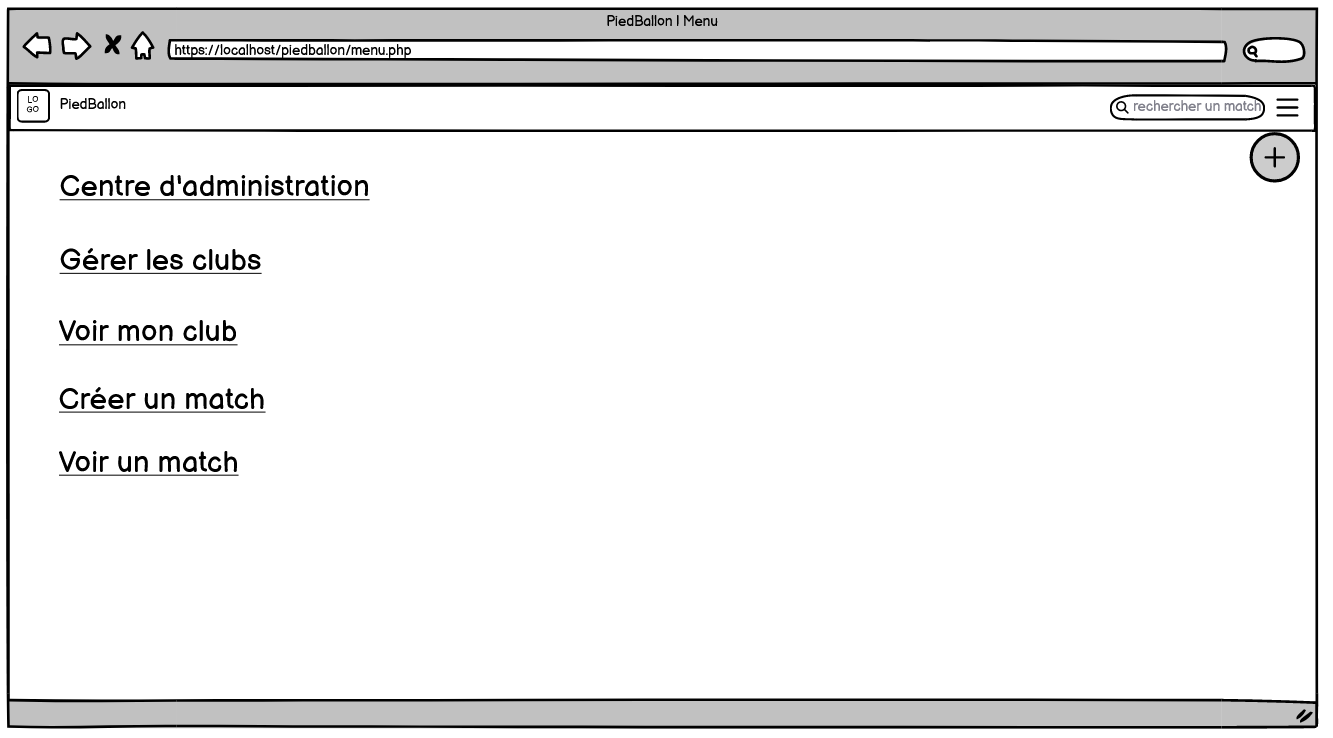 PiedBallon | Menu
https://localhost/piedballon/menu.php
LO
GO
PiedBallon
rechercher un match
Centre d'administration
Gérer les clubs
Voir mon club
Créer un match
Voir un match